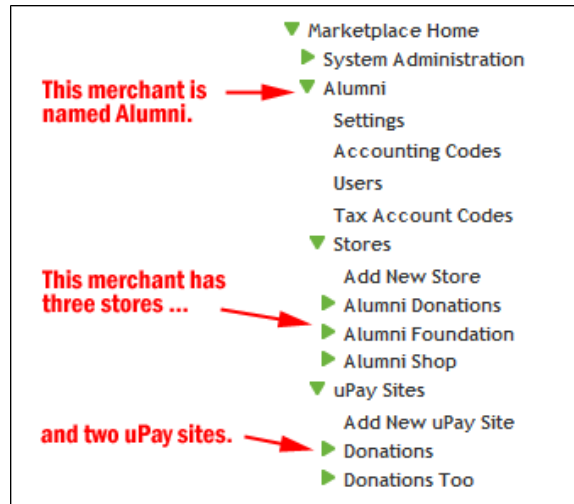 Marketplace Home
System Administration
This merchant is
named Alumni.
Alumni
Settings
Accounting Codes
Users
Tax Account Codes
Stores
Add New Store
This merchant has
three stores ...
Alumni Donations
Alumni Foundation
Alumni Shop
uPay Sites
Add New uPay Site
and two uPay sites.
Donations
Donations Too